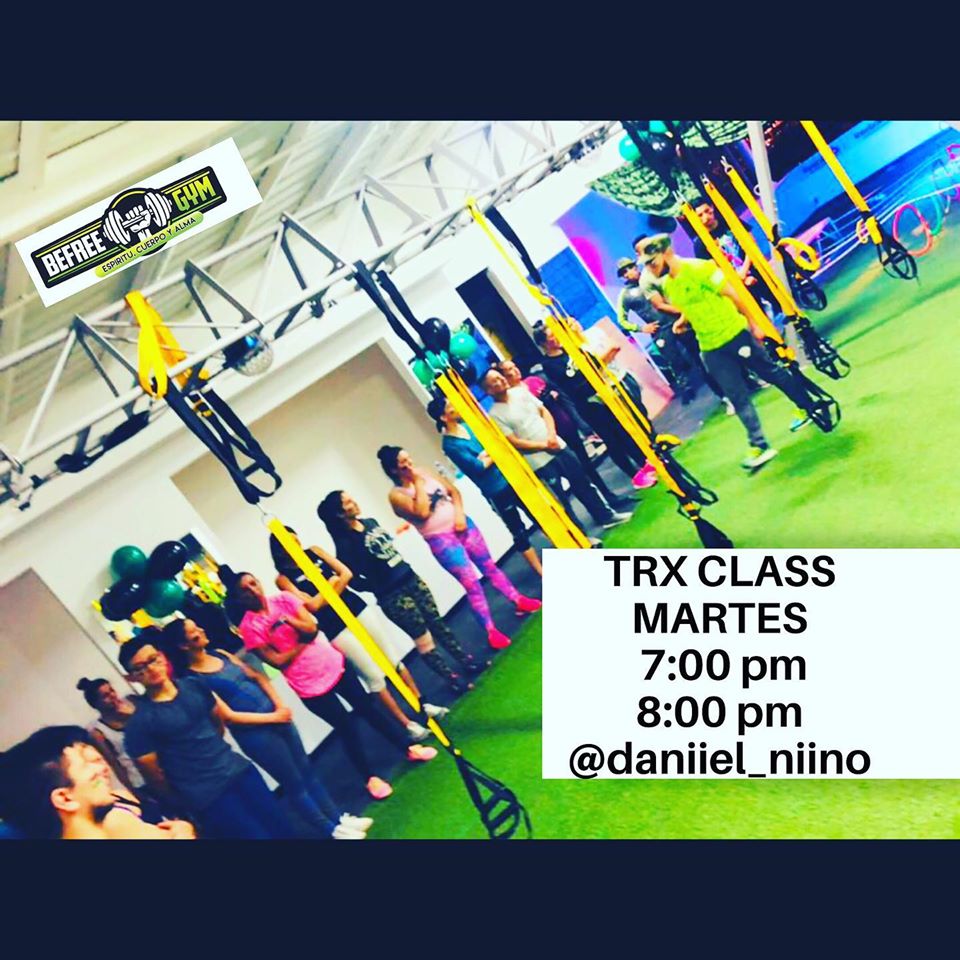 BEFREE GYM
ESPIRITU, CUERPO Y ALMA
TRX CLASS
MARTES
7:00 pm
8:00 pm
@daniiel_niino